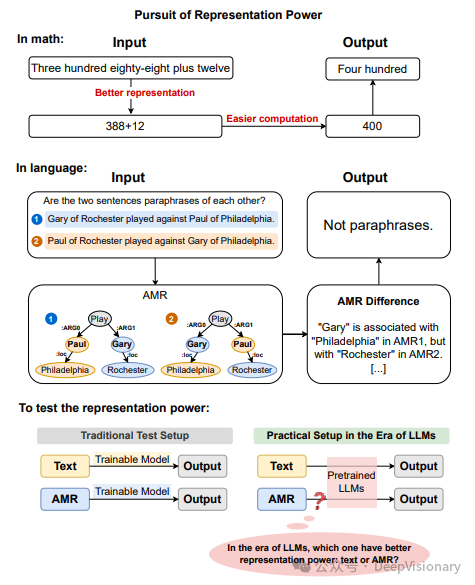 Pursuit of Representation Power
In math:
Input
Output
Three hundred eighty-eight plus twelve
Four hundred
Better representation
Easier computation
388+12
400
In language:
Input
Output
Are the two sentences paraphrases of each other?
1 Gary of Rochester played against Paul of Philadelphia.
2 Paul of Rochester played against Gary of Philadelphia.
Not paraphrases.
AMR
1
Play
:ARG0
:ARG1
Paul
Gary
:loc
:loc
Philadelphia
Rochester
2
Play
:ARG0
:ARG1
Gary
Paul
:loc
:loc
Philadelphia
Rochester
AMR Difference
"Gary" is associated with
"Philadelphia" in AMR1, but
with "Rochester" in AMR2.
[...]
To test the representation power:
Traditional Test Setup
Text
Trainable Model
Output
AMR
Trainable Model
Output
Practical Setup in the Era of LLMs
Text
Output
Pretrained
LLMs
AMR
?
Output
In the era of LLMs, which one have better
representation power: text or AMR?
公众号 · DeepVisionary